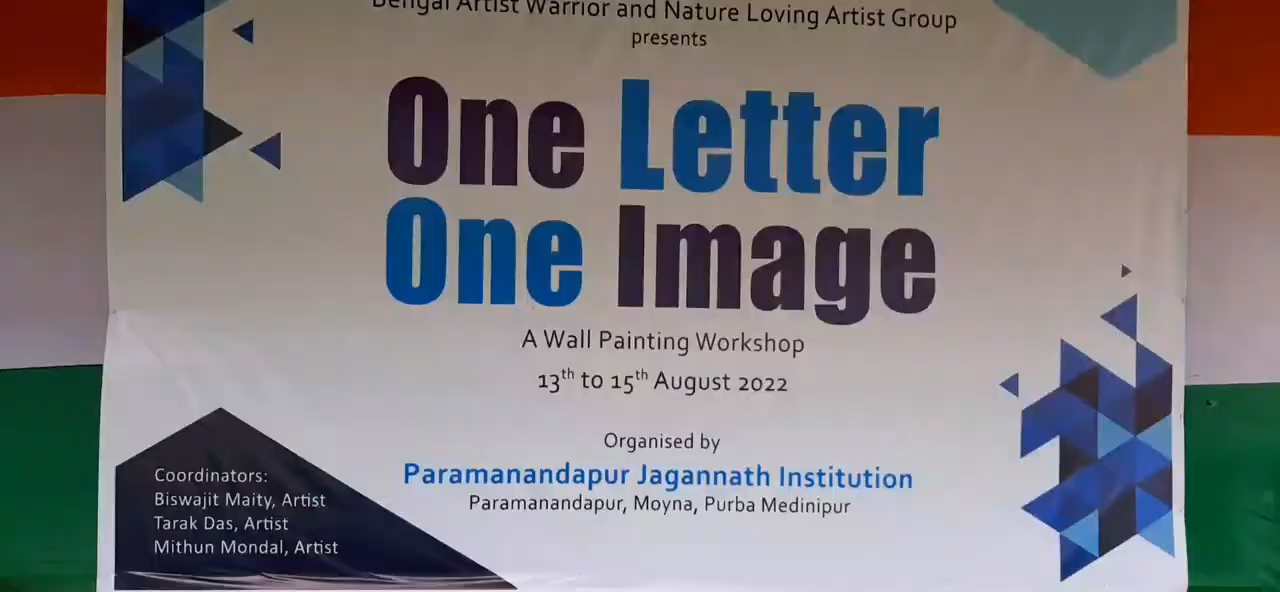 Bengal Artist Warrior and Nature Loving Artist Group
presents
One Letter
One Image
A Wall Painting Workshop
13th to 15th August 2022
Organised by
Paramanandapur Jagannath Institution
Paramanandapur, Moyna, Purba Medinipur
Coordinators:
Biswajit Maity, Artist
Tarak Das, Artist
Mithun Mondal, Artist